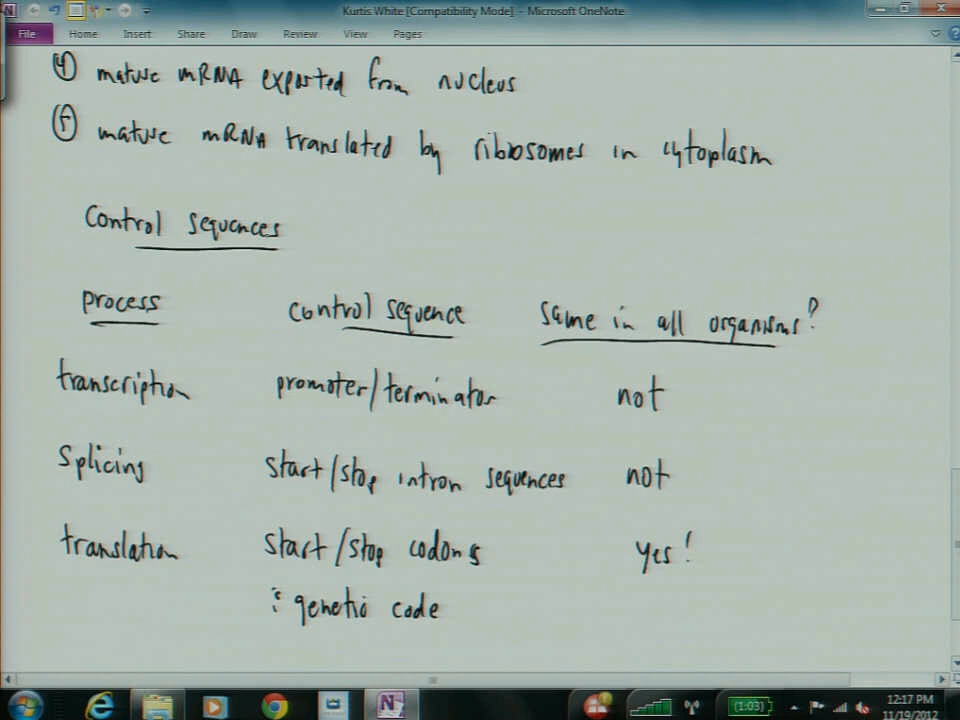 Kurtis White [Compatibility Mode] - Microsoft OneNote
File Home Insert Share Draw Review View Pages
④ mature mRNA exported from nucleus
⑤ mature mRNA translated by ribosomes in cytoplasm
Control sequences
process control sequence same in all organisms?
transcription promoter/terminator not
Splicing start/stop intron sequences not
translation start/stop codons yes!
: genetic code
(1:03) 12:17 PM
11/19/2012